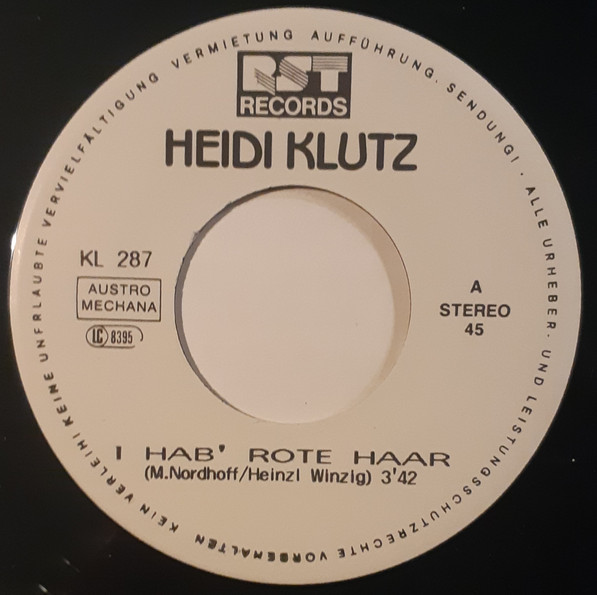 RST
RECORDS
HEIDI KLUTZ
KL 287
AUSTRO
MECHANA
LC 8395
A
STEREO
45
I HAB' ROTE HAAR
(M.Nordhoff/Heinzl Winzig) 3'42
ALLE URHEBER- UND LEISTUNGSSCHUTZRECHTE VORBEHALTEN KEIN VERLEIH! KEINE UNERLAUBTE VERVIELFÄLTIGUNG VERMIETUNG AUFFÜHRUNG. SENDUNG! ·